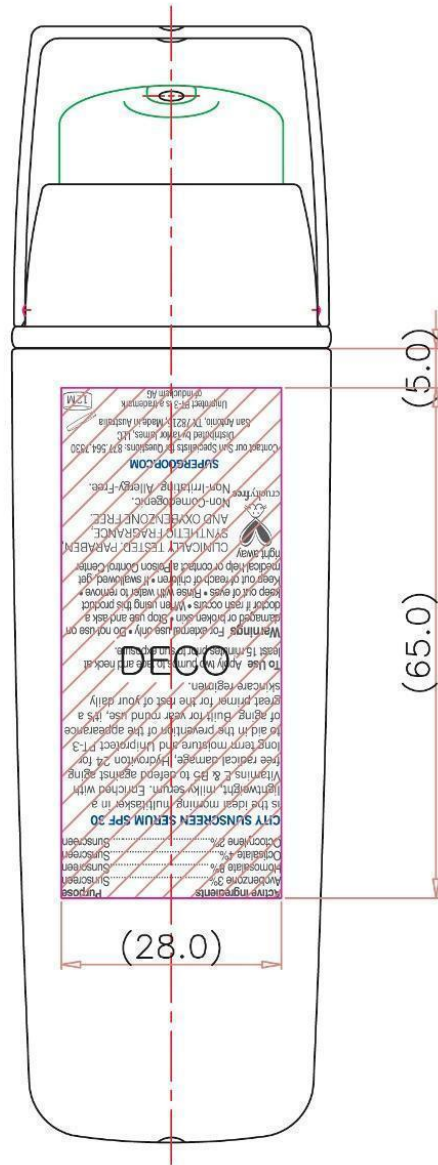 Active ingredients Purpose
Avobenzone 3%........................Sunscreen
Homosalate 8%........................Sunscreen
Octisalate 4%........................Sunscreen
Octocrylene 2%........................Sunscreen
CITY SUNSCREEN SERUM SPF 30
is the ideal morning multitasker in a
lightweight, milky serum. Enriched with
Vitamins E & B5 to defend against aging
free radical damage, Hydroviton 24 for
long term moisture and Uniprotect PT-3
to aid in the prevention of the appearance
of aging. Built for year round use, it's a
great primer for the rest of your daily
skincare regimen.
To Use Apply two pumps to face and neck at
least 15 minutes prior to sun exposure.
DECO
Warnings For external use only • Do not use on
damaged or broken skin • Stop use and ask a
doctor if rash occurs • When using this product
keep out of eyes • Rinse with water to remove •
Keep out of reach of children • If swallowed, get
medical help or contact a Poison Control Center
right away
CLINICALLY TESTED. PARABEN,
SYNTHETIC FRAGRANCE,
AND OXYBENZONE FREE.
Non-Comedogenic.
Non-Irritating. Allergy-Free.
cruelty free
SUPERGOOP.COM
Contact our Sun Specialists for Questions: 877.564.7530
Distributed by Taylor James, LLC
San Antonio, TX 78215, Made in Australia
Uniprotect PT-3 is a trademark
of Induchem AG
12M
(5.0)
(65.0)
(28.0)